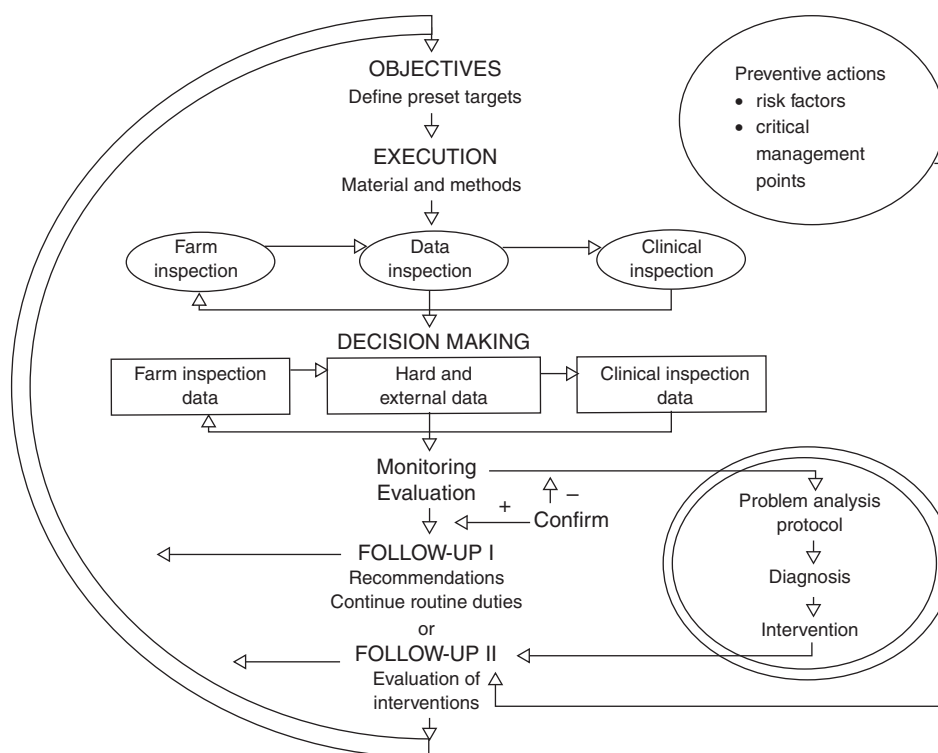 OBJECTIVES
Define preset targets
Preventive actions
• risk factors
• critical
management
points
EXECUTION
Material and methods
Farm
inspection
Data
inspection
Clinical
inspection
DECISION MAKING
Farm inspection
data
Hard and
external data
Clinical inspection
data
Monitoring
Evaluation
+
−
Confirm
Problem analysis
protocol
Diagnosis
Intervention
FOLLOW-UP I
Recommendations
Continue routine duties
or
FOLLOW-UP II
Evaluation of
interventions